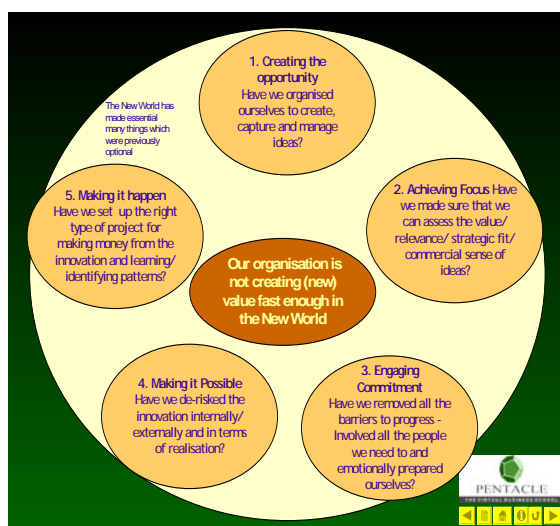 1. Creating the
opportunity
Have we organised
ourselves to create,
capture and manage
ideas?
The New World has
made essential
many things which
were previously
optional
2. Achieving Focus Have
we made sure that we
can assess the value/
relevance/ strategic fit/
commercial sense of
ideas?
3. Engaging
Commitment
Have we removed all the
barriers to progress -
Involved all the people
we need to and
emotionally prepared
ourselves?
4. Making it Possible
Have we de-risked the
innovation internally/
externally and in terms
of realisation?
5. Making it happen
Have we set up the right
type of project for
making money from the
innovation and learning/
identifying patterns?
Our organisation is
not creating (new)
value fast enough in
the New World
PENTACLE
THE VIRTUAL BUSINESS SCHOOL